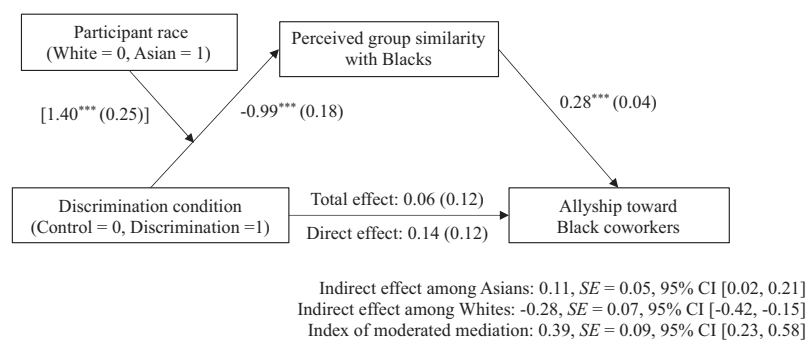 Participant race
(White = 0, Asian = 1)
Perceived group similarity
with Blacks
[1.40*** (0.25)]
-0.99*** (0.18)
0.28*** (0.04)
Discrimination condition
(Control = 0, Discrimination =1)
Total effect: 0.06 (0.12)
Direct effect: 0.14 (0.12)
Allyship toward
Black coworkers
Indirect effect among Asians: 0.11, SE = 0.05, 95% CI [0.02, 0.21]
Indirect effect among Whites: -0.28, SE = 0.07, 95% CI [-0.42, -0.15]
Index of moderated mediation: 0.39, SE = 0.09, 95% CI [0.23, 0.58]